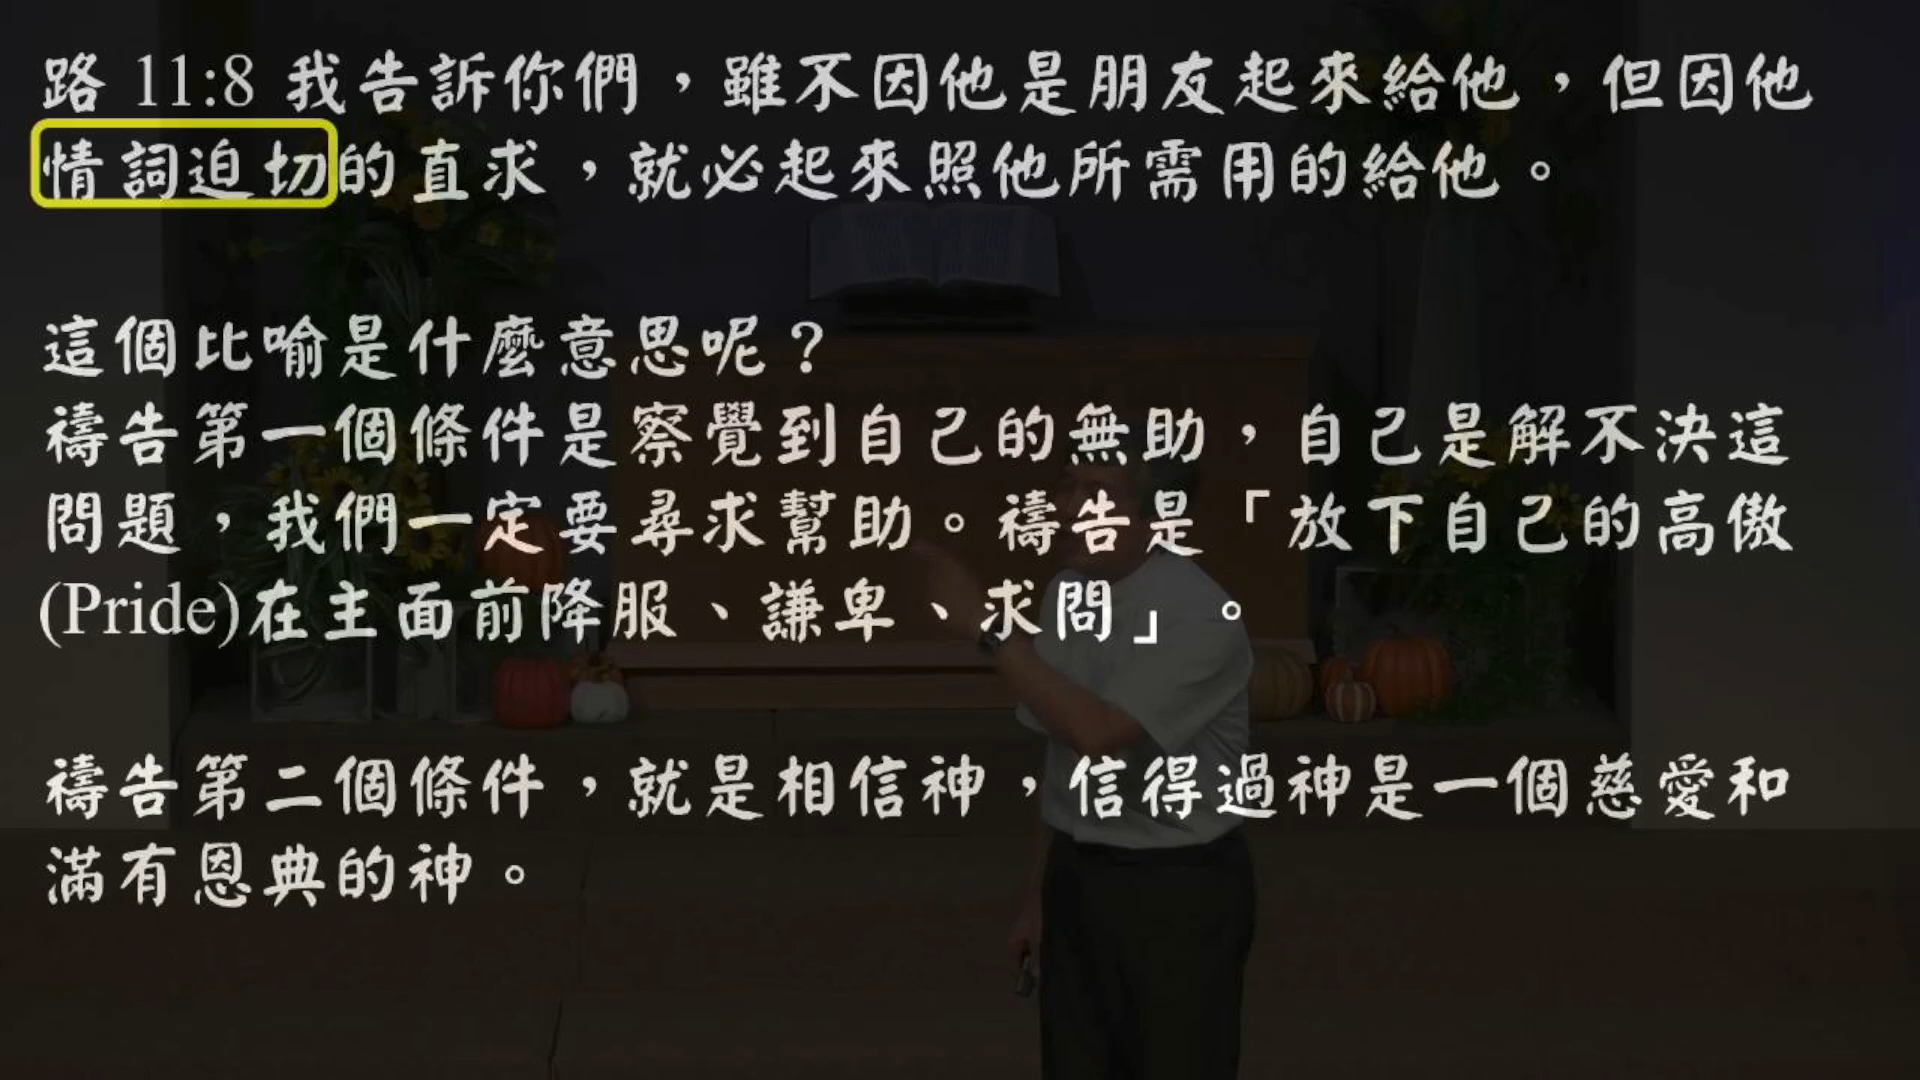 路 11:8 我告訴你們，雖不因他是朋友起來給他，但因他
情詞迫切的直求，就必起來照他所需用的給他。
這個比喻是什麼意思呢？
禱告第一個條件是察覺到自己的無助，自己是解不決這
問題，我們一定要尋求幫助。禱告是「放下自己的高傲
(Pride)在主面前降服、謙卑、求問」。
禱告第二個條件，就是相信神，信得過神是一個慈愛和
滿有恩典的神。